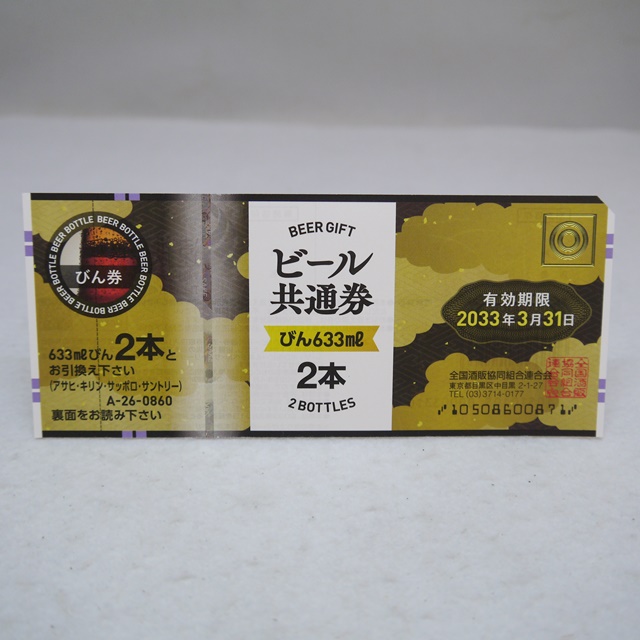 BEER BOTTLE BEER BOTTLE BEER BOTTLE BEER BOTTLE
びん券
633㎖びん2本と
お引換え下さい
(アサヒ・キリン・サッポロ・サントリー)
A-26-0860
裏面をお読み下さい
BEER GIFT
ビール
共通券
びん633㎖
2本
2 BOTTLES
有効期限
2033年3月31日
全国酒販協同組合連合会
東京都目黒区中目黒 2-1-27
TEL (03)3714-0177